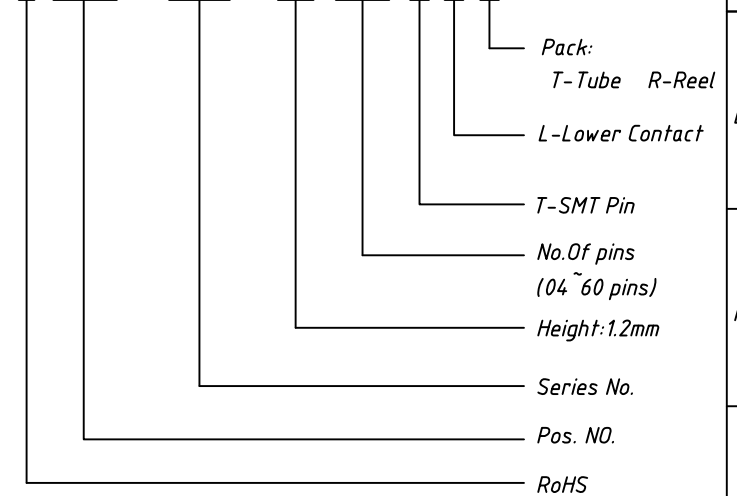 Pack:
T-Tube R-Reel
L-Lower Contact
T-SMT Pin
No.Of pins
(04~60 pins)
Height:1.2mm
Series No.
Pos. NO.
RoHS